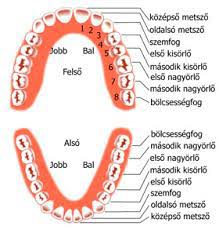 középső metsző
oldalsó metsző
szemfog
első kisörlő
második kisörlő
első nagyörlő
második nagyörlő
bölcsességfog
Jobb Bal
Felső
1
2
3
4
5
6
7
8
Alsó
Jobb Bal
bölcsességfog
második nagyörlő
első nagyörlő
második kisörlő
első kisörlő
szemfog
oldalsó metsző
középső metsző